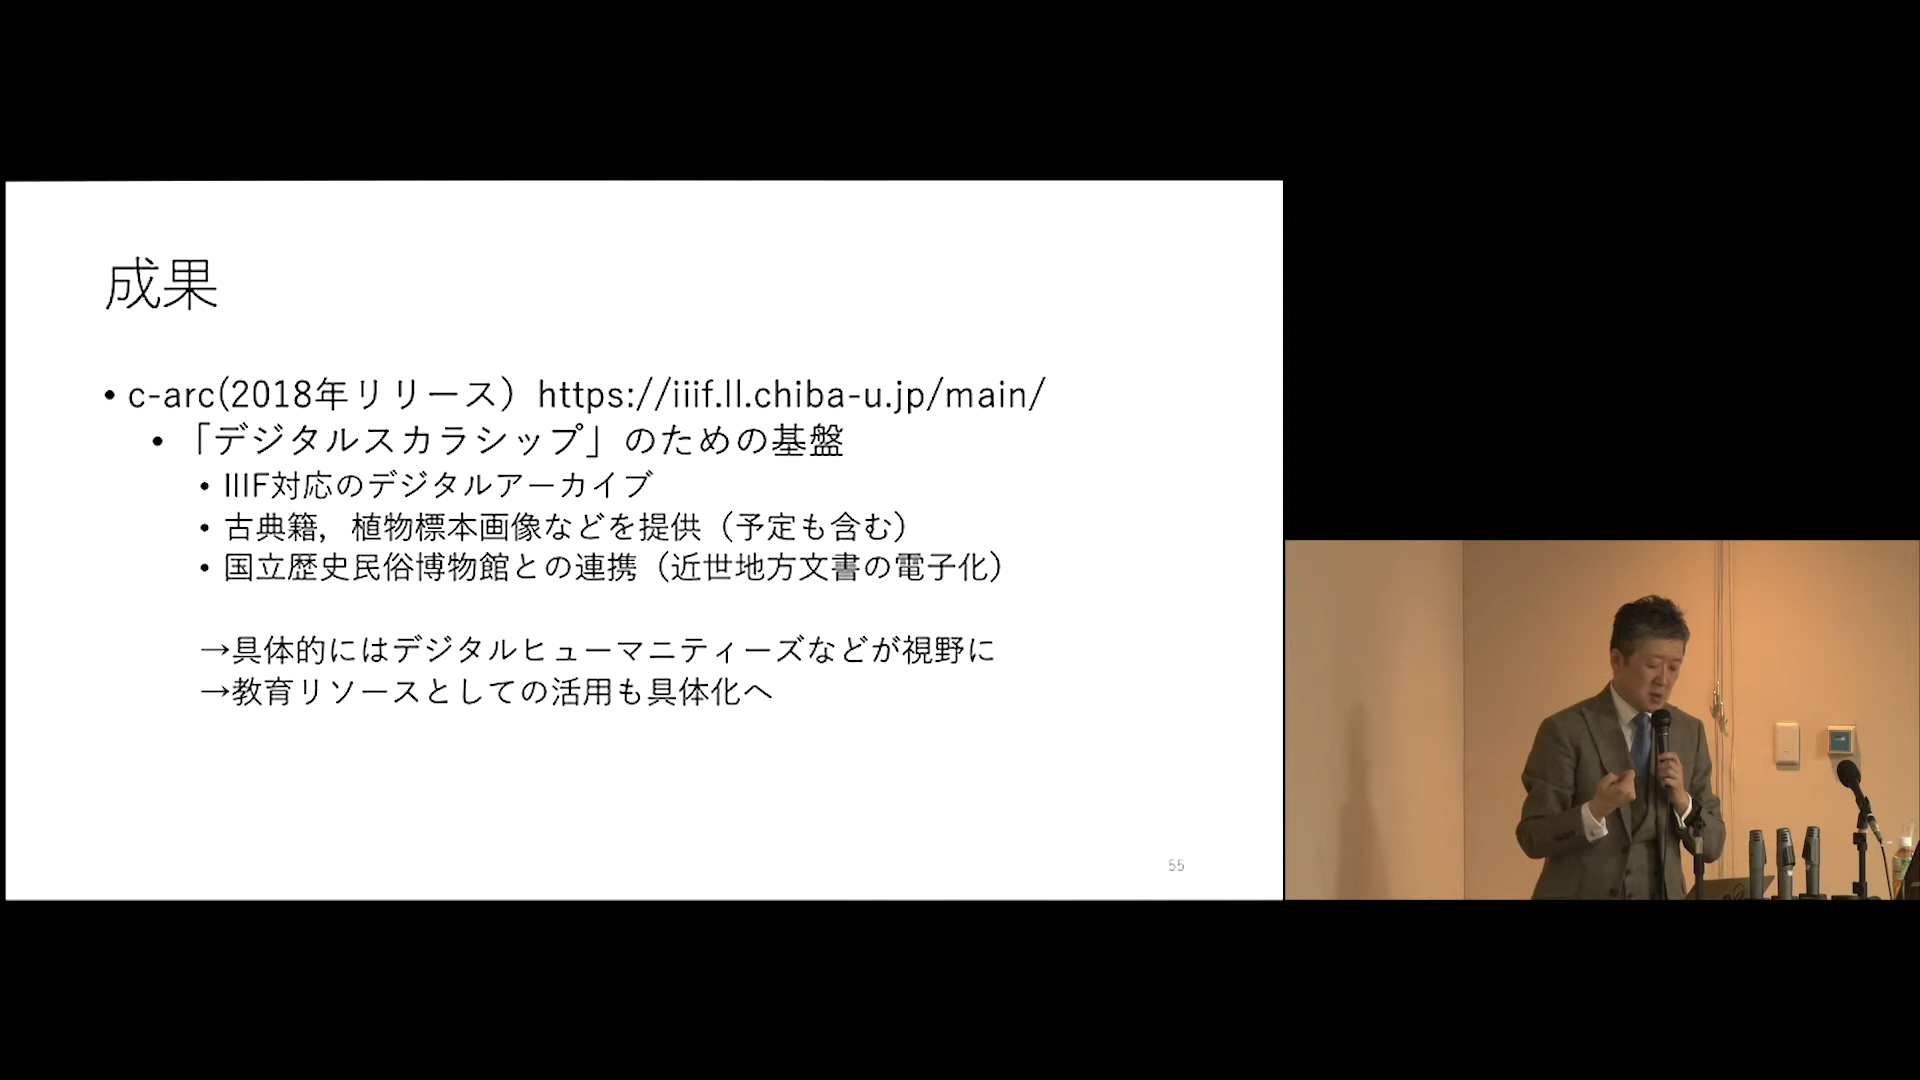 成果
• c-arc(2018年リリース） https://iiif.ll.chiba-u.jp/main/
• 「デジタルスカラシップ」のための基盤
• IIIF対応のデジタルアーカイブ
• 古典籍，植物標本画像などを提供（予定も含む）
• 国立歴史民俗博物館との連携（近世地方文書の電子化）
→具体的にはデジタルヒューマニティーズなどが視野に
→教育リソースとしての活用も具体化へ
55